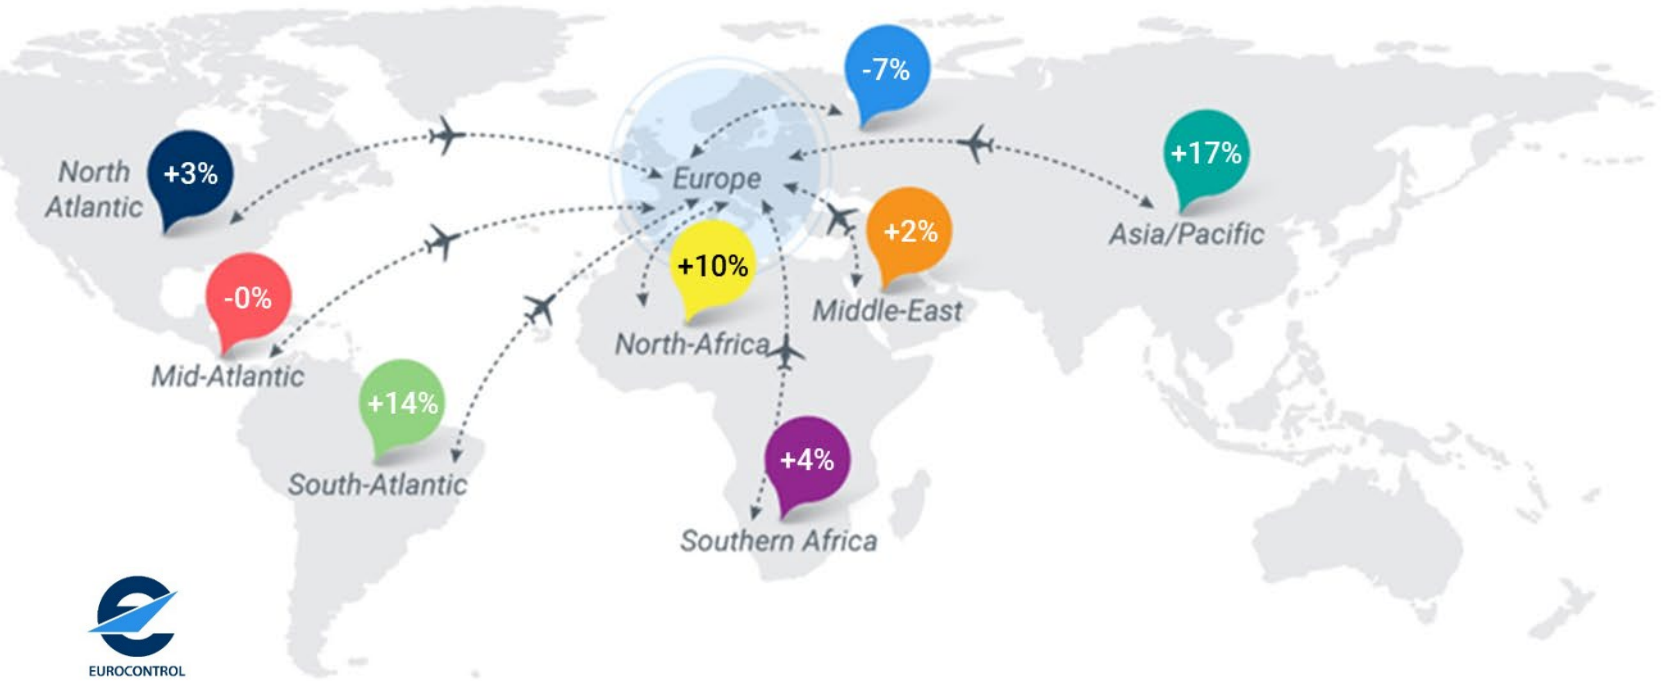 -7%
+17%
Asia/Pacific
North
Atlantic
+3%
Europe
+2%
Middle-East
+10%
North-Africa
-0%
Mid-Atlantic
+14%
South-Atlantic
+4%
Southern Africa
EUROCONTROL